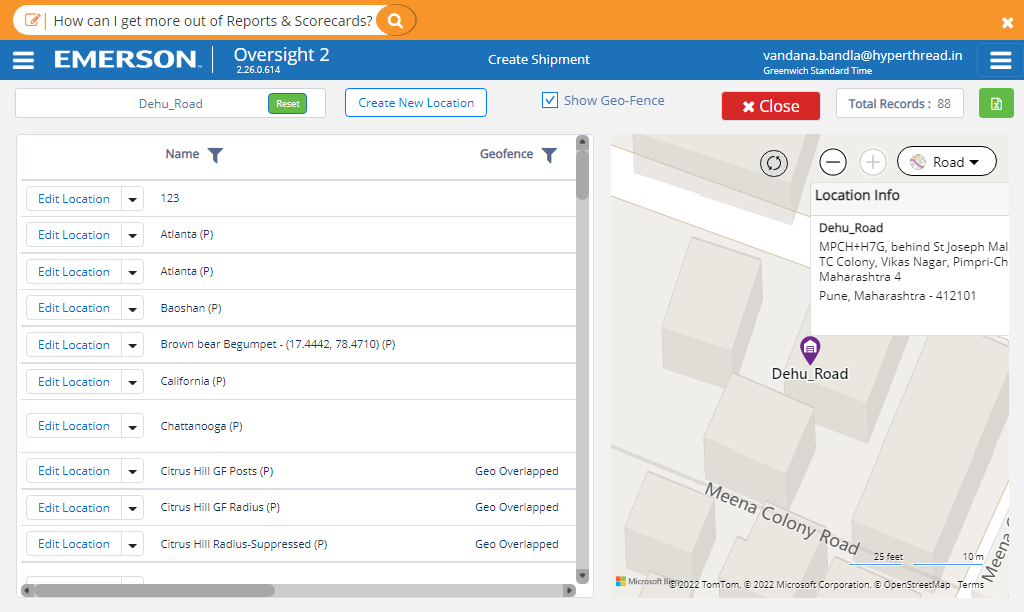 How can I get more out of Reports & Scorecards?
EMERSON
Oversight 2
2.26.0.614
Create Shipment
vandana.bandla@hyperthread.in
Greenwich Standard Time
Dehu_Road
Reset
Create New Location
Show Geo-Fence
Close
Total Records : 88
Name
Geofence
Edit Location 123
Edit Location Atlanta (P)
Edit Location Atlanta (P)
Edit Location Baoshan (P)
Edit Location Brown bear Begumpet - (17.4442, 78.4710) (P)
Edit Location California (P)
Edit Location Chattanooga (P)
Edit Location Citrus Hill GF Posts (P) Geo Overlapped
Edit Location Citrus Hill GF Radius (P) Geo Overlapped
Edit Location Citrus Hill Radius-Suppressed (P) Geo Overlapped
Road
Location Info
Dehu_Road
MPCH+H7G, behind St Joseph Mal
TC Colony, Vikas Nagar, Pimpri-Ch
Maharashtra 4
Pune, Maharashtra - 412101
Dehu_Road
Meena Colony Road
Meena C
25 feet
10 m
Microsoft Bi
© 2022 TomTom, © 2022 Microsoft Corporation, © OpenStreetMap Terms